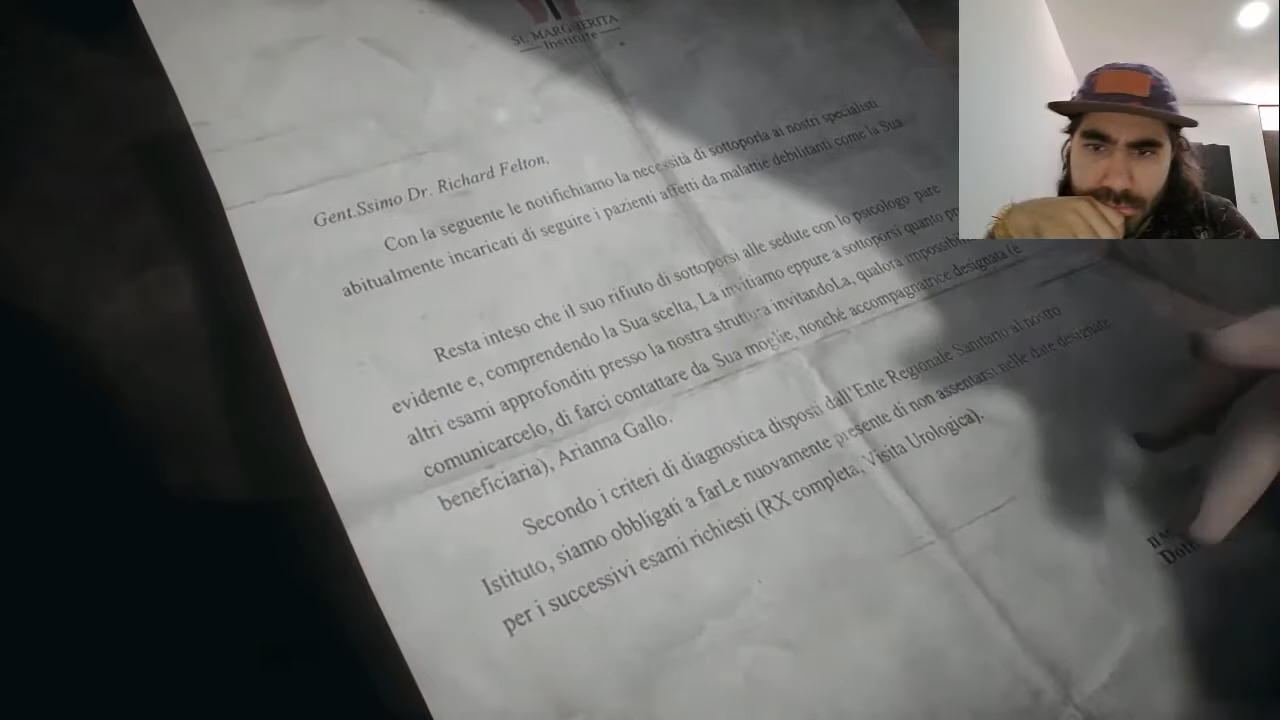 St. MARGHERITA
Institute
Gent.Ssimo Dr. Richard Felton,
Con la seguente le notifichiamo la necessità di sottoporla ai nostri specialisti
abitualmente incaricati di seguire i pazienti affetti da malattie debilitanti come la Sua.
Resta inteso che il suo rifiuto di sottoporsi alle sedute con lo psicologo pare
evidente e, comprendendo la Sua scelta, La invitiamo eppure a sottoporsi quanto
altri esami approfonditi presso la nostra struttura invitandoLa, qualora
comunicarcelo, di farci contattare da Sua moglie, nonché accompagnatrice designata (e
beneficiaria), Arianna Gallo.
Secondo i criteri di diagnostica disposti dall'Ente Regionale Sanitario al nostro
Istituto, siamo obbligati a farLe nuovamente presente di non assentarsi nelle date designate
per i successivi esami richiesti (RX completa, Visita Urologica).